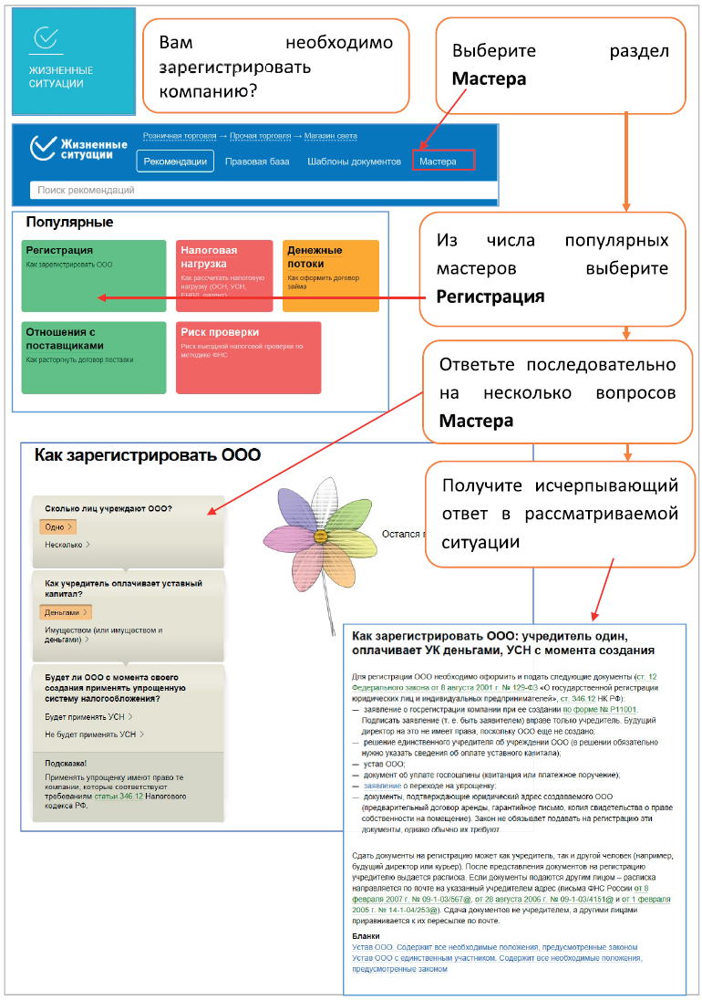 ЖИЗНЕННЫЕ
СИТУАЦИИ
Вам необходимо
зарегистрировать
компанию?
Выберите раздел
Мастера
Жизненные
ситуации
Розничная торговля → Прочая торговля → Магазин света
Рекомендации Правовая база Шаблоны документов Мастера
Поиск рекомендаций
Популярные
Регистрация
Как зарегистрировать ООО
Налоговая
нагрузка
Как рассчитать налоговую
нагрузку (ОСН, УСН,
ЕНВД, патент)
Денежные
потоки
Как оформить договор
займа
Отношения с
поставщиками
Как расторгнуть договор поставки
Риск проверки
Риск выездной налоговой проверки по
методике ФНС
Из числа популярных
мастеров выберите
Регистрация
Ответьте последовательно
на несколько вопросов
Мастера
Получите исчерпывающий
ответ в рассматриваемой
ситуации
Как зарегистрировать ООО
Сколько лиц учреждают ООО?
Одно >
Несколько >
Как учредитель оплачивает уставный
капитал?
Деньгами >
Имуществом (или имуществом и
деньгами) >
Будет ли ООО с момента своего
создания применять упрощенную
систему налогообложения?
Будет применять УСН >
Не будет применять УСН >
Подсказка!
Применять упрощенку имеют право те
компании, которые соответствуют
требованиям статьи 346.12 Налогового
кодекса РФ.
Остался
Как зарегистрировать ООО: учредитель один,
оплачивает УК деньгами, УСН с момента создания
Для регистрации ООО необходимо оформить и подать следующие документы (ст. 12
Федерального закона от 8 августа 2001 г. № 129-ФЗ «О государственной регистрации
юридических лиц и индивидуальных предпринимателей», ст. 346.12 НК РФ):
— заявление о госрегистрации компании при ее создании по форме № Р11001.
Подписать заявление (т. е. быть заявителем) вправе только учредитель. Будущий
директор на это не имеет права, поскольку ООО еще не создано;
— решение единственного учредителя об учреждении ООО (в решении обязательно
нужно указать сведения об оплате уставного капитала);
— устав ООО;
— документ об уплате госпошлины (квитанция или платежное поручение);
— заявление о переходе на упрощенку;
— документы, подтверждающие юридический адрес создаваемого ООО
(предварительный договор аренды, гарантийное письмо, копия свидетельства о праве
собственности на помещение). Закон не обязывает подавать на регистрацию эти
документы, однако обычно их требуют.
Сдать документы на регистрацию может как учредитель, так и другой человек (например,
будущий директор или курьер). После представления документов на регистрацию
учредителю выдается расписка. Если документы подаются другим лицом – расписка
направляется по почте на указанный учредителем адрес (письма ФНС России от 8
февраля 2007 г. № 09-1-03/567@, от 28 августа 2006 г. № 09-1-03/4151@ и от 1 февраля
2005 г. № 14-1-04/253@). Сдача документов не учредителем, а другими лицами
приравнивается к их пересылке по почте.
Бланки
Устав ООО. Содержит все необходимые положения, предусмотренные законом
Устав ООО с единственным участником. Содержит все необходимые положения,
предусмотренные законом